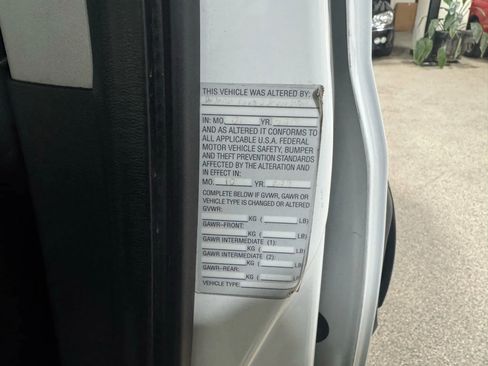 THIS VEHICLE WAS ALTERED BY:
IN: MO. YR.
AND AS ALTERED IT CONFORMS TO
ALL APPLICABLE U.S.A. FEDERAL
MOTOR VEHICLE SAFETY, BUMPER
AND THEFT PREVENTION STANDARDS
AFFECTED BY THE ALTERATION AND
IN EFFECT IN:
MO. YR.
COMPLETE BELOW IF GVWR, GAWR OR
VEHICLE TYPE IS CHANGED OR ALTERED
GVWR:
KG ( LB)
GAWR–FRONT:
KG ( LB)
GAWR INTERMEDIATE (1):
KG ( LB)
GAWR INTERMEDIATE (2)
KG ( LB)
GAWR–REAR:
KG ( LB)
VEHICLE TYPE: